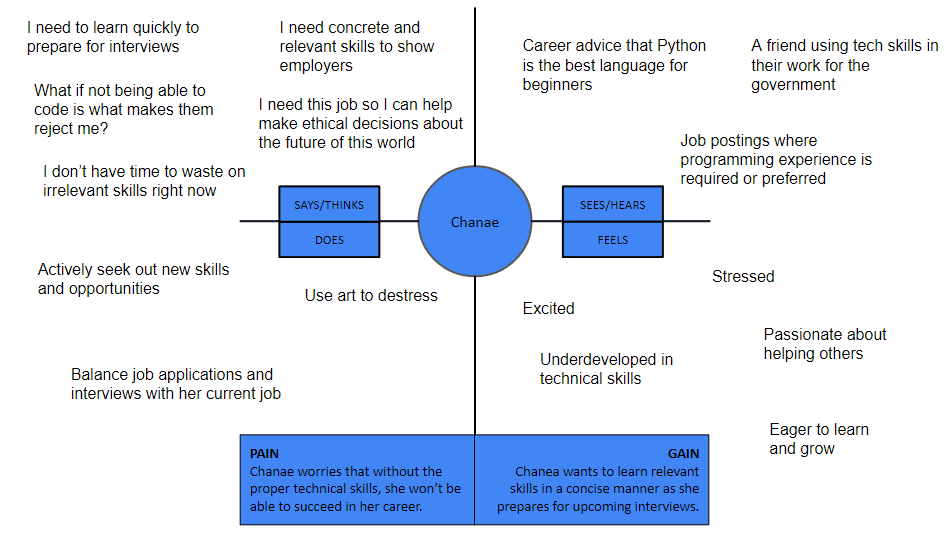 I need to learn quickly to
prepare for interviews
I need concrete and
relevant skills to show
employers
What if not being able to
code is what makes them
reject me?
I need this job so I can help
make ethical decisions about
the future of this world
I don’t have time to waste on
irrelevant skills right now
Career advice that Python
is the best language for
beginners
A friend using tech skills in
their work for the
government
Job postings where
programming experience is
required or preferred
SAYS/THINKS
DOES
Chanae
SEES/HEARS
FEELS
Actively seek out new skills
and opportunities
Use art to destress
Balance job applications and
interviews with her current job
Stressed
Excited
Passionate about
helping others
Underdeveloped in
technical skills
Eager to learn
and grow
PAIN
Chanae worries that without the
proper technical skills, she won’t be
able to succeed in her career.
GAIN
Chanea wants to learn relevant
skills in a concise manner as she
prepares for upcoming interviews.